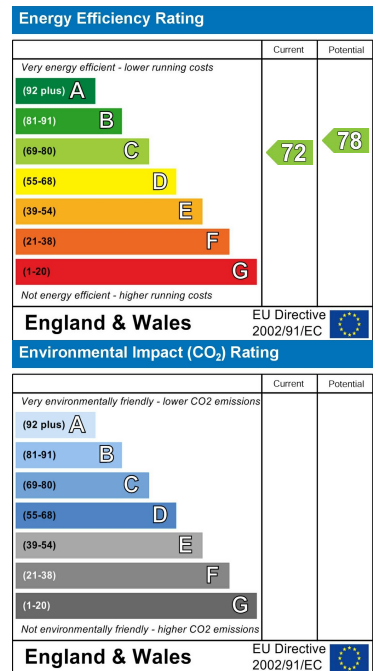 Energy Efficiency Rating
Current Potential
Very energy efficient - lower running costs
(92 plus) A
(81-91) B
(69-80) C
72 78
(55-68) D
(39-54) E
(21-38) F
(1-20) G
Not energy efficient - higher running costs
England & Wales
EU Directive
2002/91/EC
Environmental Impact (CO₂) Rating
Current Potential
Very environmentally friendly - lower CO2 emissions
(92 plus) A
(81-91) B
(69-80) C
(55-68) D
(39-54) E
(21-38) F
(1-20) G
Not environmentally friendly - higher CO2 emissions
England & Wales
EU Directive
2002/91/EC